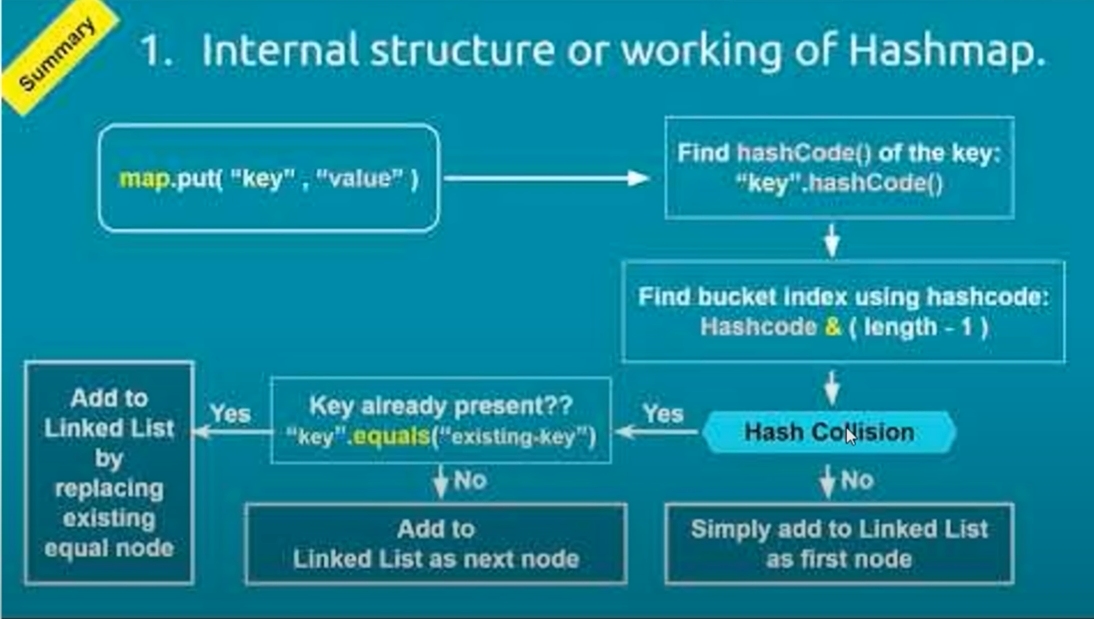 Summary
1. Internal structure or working of Hashmap.
map.put( “key” , “value” )
Find hashCode() of the key:
“key”.hashCode()
Find bucket index using hashcode:
Hashcode & ( length - 1 )
Hash Collision
Yes
Key already present??
“key”.equals(“existing-key”)
Yes
Add to
Linked List
by
replacing
existing
equal node
No
Add to
Linked List as next node
No
Simply add to Linked List
as first node